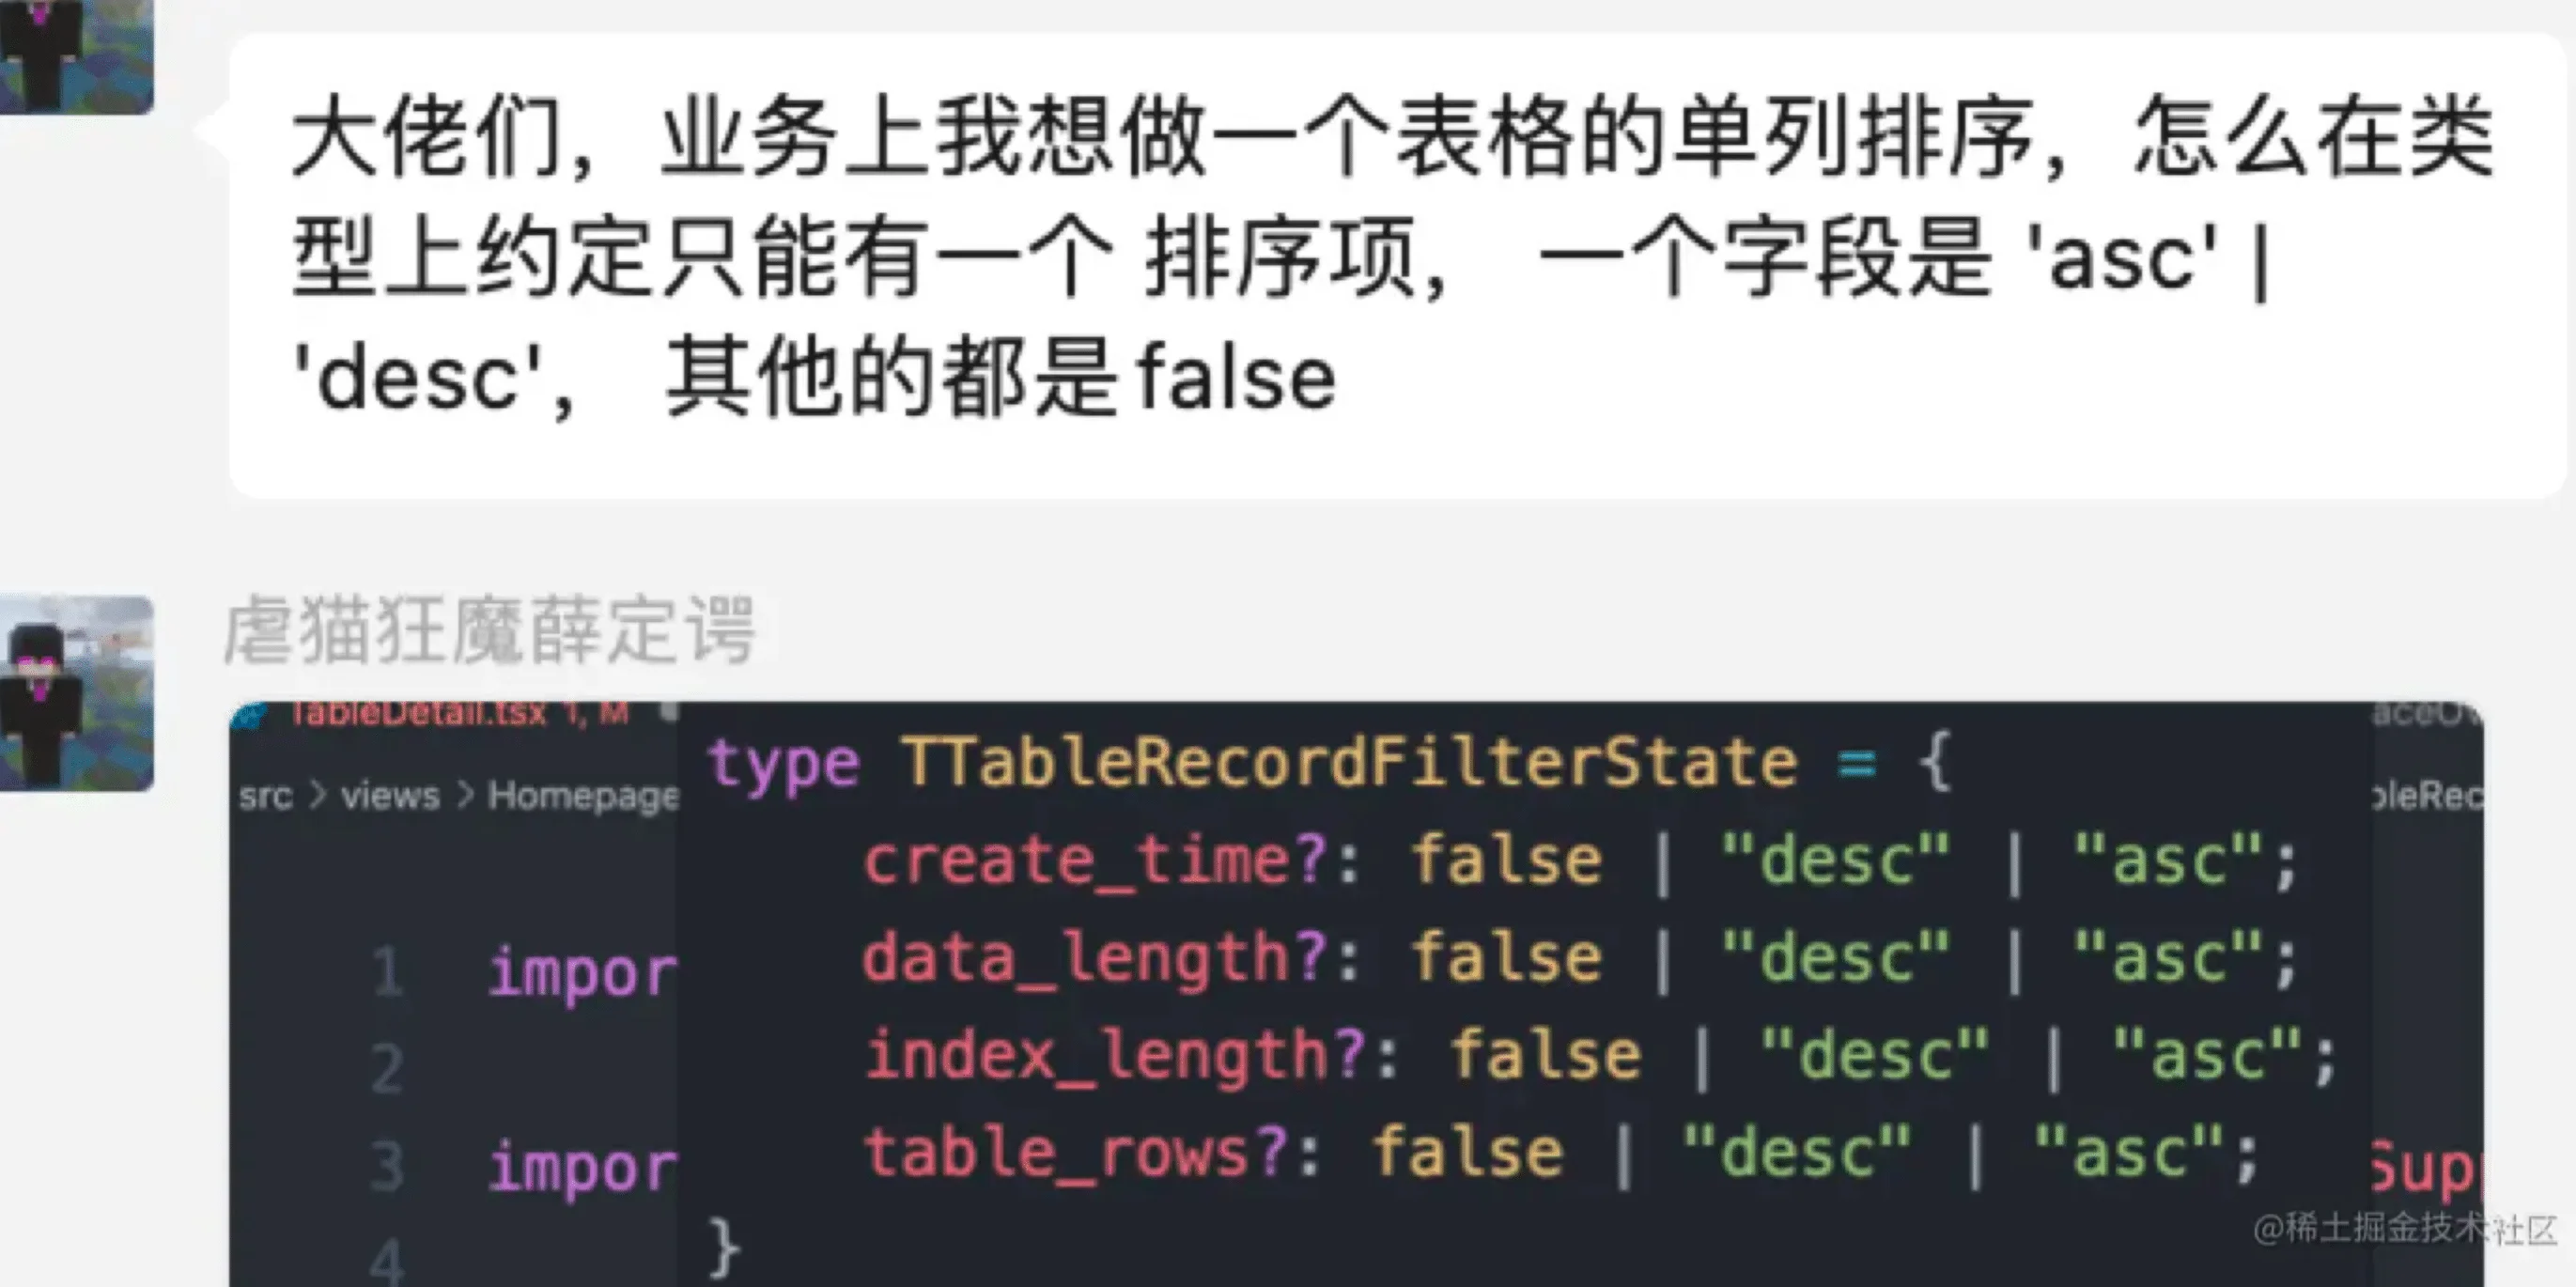 大佬们，业务上我想做一个表格的单列排序，怎么在类
型上约定只能有一个 排序项， 一个字段是 'asc' |
'desc'， 其他的都是false
虐猫狂魔薛定谔
TableDetail.tsx 1, M
src > views > Homepage
type TTableRecordFilterState = {
create_time?: false | "desc" | "asc";
1 impor
data_length?: false | "desc" | "asc";
2
index_length?: false | "desc" | "asc";
3 impor
table_rows?: false | "desc" | "asc";
Supp
4
}
bleRec
@稀土掘金技术社区